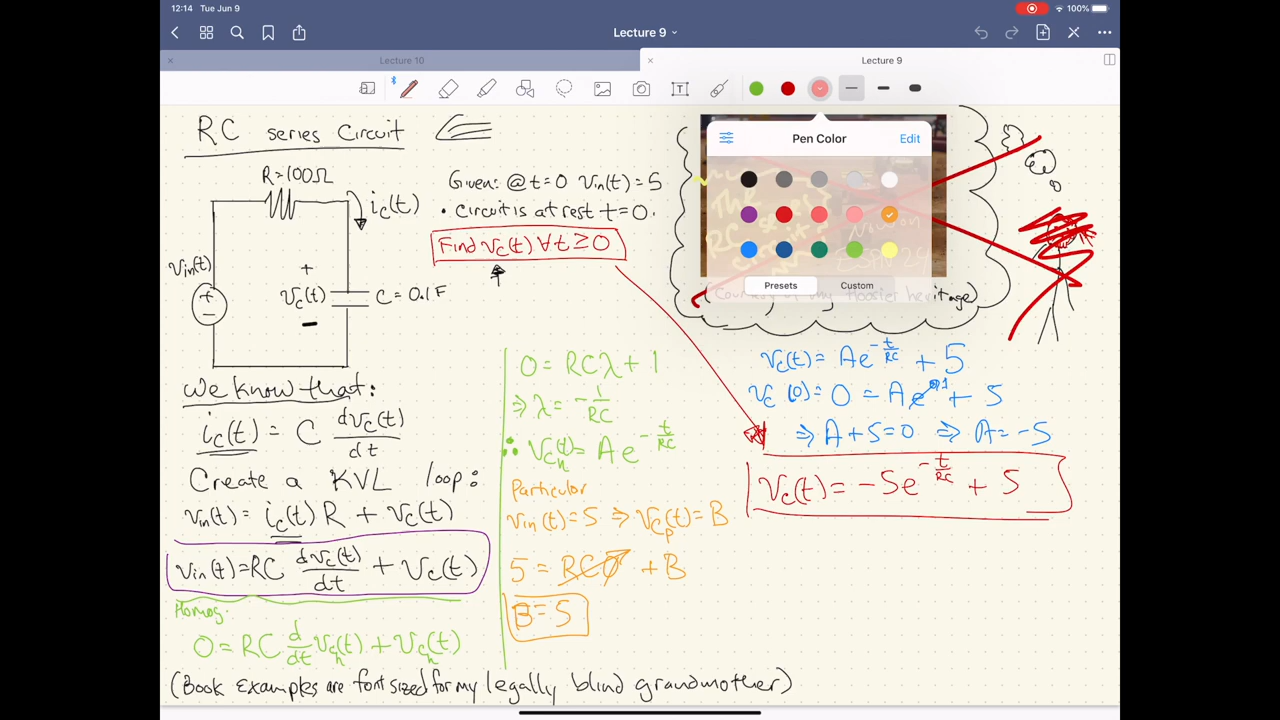 12:14 Tue Jun 9
100%
Lecture 9
Lecture 10
Lecture 9
Pen Color
Edit
Presets
Custom
RC series Circuit
R=100Ω
ic(t)
Vin(t)
+
−
+
Vc(t)
−
C = 0.1F
Given: @ t=0 Vin(t)=5
• Circuit is at rest t=0.
Find Vc(t) ∀t≥0
We know that:
ic(t) = C dVc(t)/dt
Create a KVL loop:
Vin(t) = ic(t) R + Vc(t)
Vin(t)=RC dVc(t)/dt + Vc(t)
Homog.
0 = RC d/dt Vch(t) + Vch(t)
0 = RCλ + 1
⇒ λ = -1/RC
∴ Vch(t) = A e^(-t/RC)
Particular
Vin(t)=5 ⇒ Vcp(t)=B
5 = RC0 + B
B = 5
Vc(t) = Ae^(-t/RC) + 5
Vc(0) = 0 = Ae^0 1 + 5
⇒ A+5=0 ⇒ A=-5
Vc(t) = -5e^(-t/RC) + 5
(Book Examples are font sized for my legally blind grandmother)